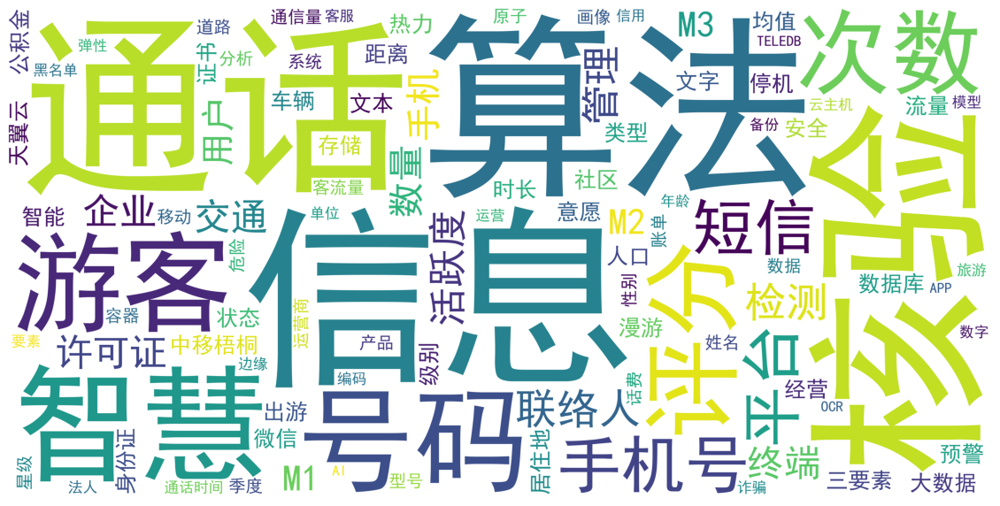 通话
算法
次数
核验
信息
游客
智慧
号码
评分
短信
手机号
联络人
平台
终端
企业
交通
许可证
活跃度
检测
管理
数量
手机
用户
公积金
弹性
黑名单
天翼云
道路
证书
分析
通信量
客服
系统
车辆
热力
距离
文本
存储
客流量
原子
画像
信用
M3
均值
TELEDB
文字
停机
备份
云主机
安全
流量
模型
类型
社区
时长
运营
意愿
M2
年龄
账单
人口
性别
数据
数据库
APP
旅游
数字
智能
移动
单位
危险
容器
状态
要素
中移梧桐
运营商
产品
级别
边缘
编码
漫游
姓名
话费
经营
OCR
预警
三要素
大数据
诈骗
居住地
型号
AI
M1
季度
通话时间
微信
出游
身份证
法人
星级